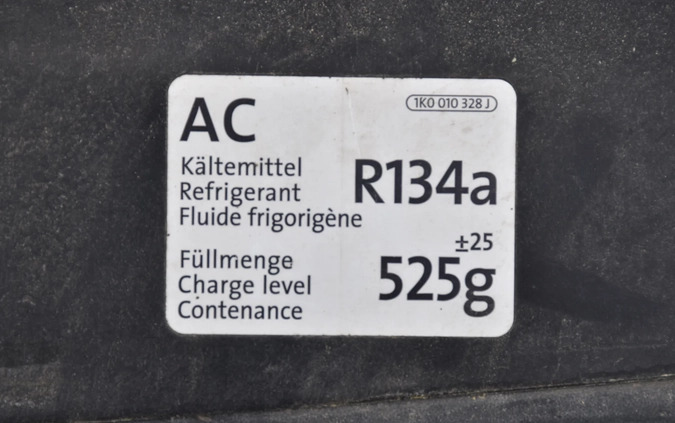 AC
1K0 010 328 J
Kältemittel
Refrigerant
Fluide frigorigène
R134a
Füllmenge
Charge level
Contenance
±25
525g